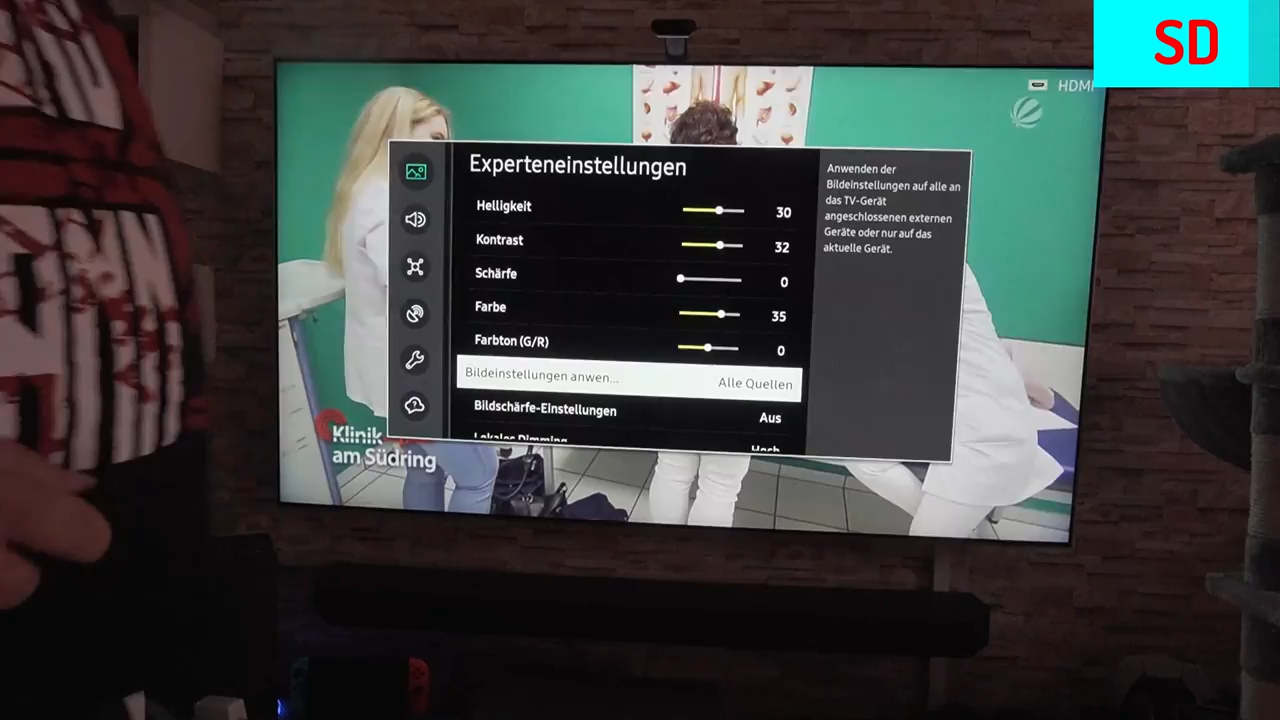 SD
HDMI
Experteneinstellungen
Helligkeit 30
Kontrast 32
Schärfe 0
Farbe 35
Farbton (G/R) 0
Bildeinstellungen anwen... Alle Quellen
Bildschärfe-Einstellungen Aus
Lokales Dimming Hoch
Anwenden der
Bildeinstellungen auf alle an
das TV-Gerät
angeschlossenen externen
Geräte oder nur auf das
aktuelle Gerät.
Klinik
am Südring